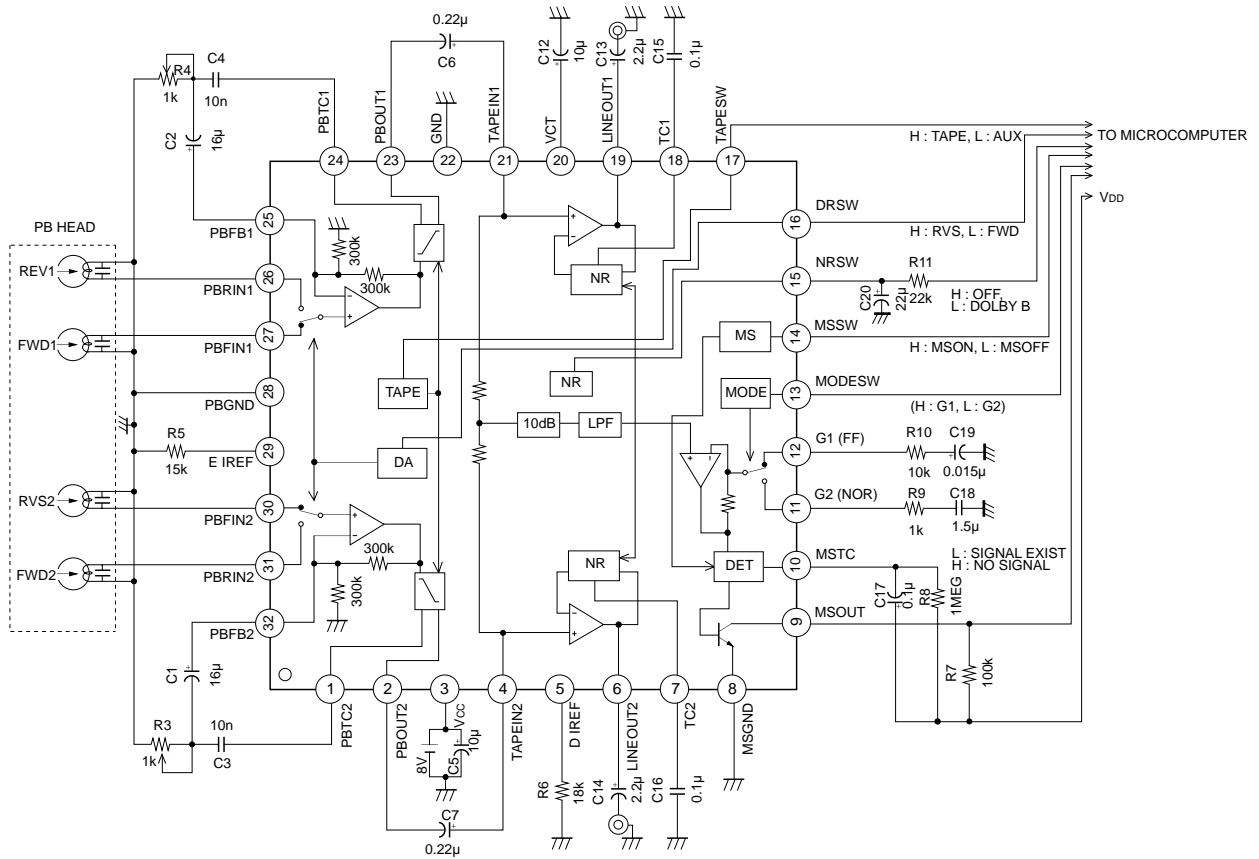 0.22µ
C6
C12
10µ
C13
2.2µ
C15
0.1µ
R4
1k
C4
10n
C2
16µ
PBTC1
PBOUT1
GND
TAPEIN1
VCT
LINEOUT1
TC1
TAPESW
24
23
22
21
20
19
18
17
H : TAPE, L : AUX
TO MICROCOMPUTER
VDD
25
PBFB1
300k
300k
NR
16
DRSW
H : RVS, L : FWD
PB HEAD
REV1
26
PBRIN1
15
NRSW
R11
22k
C20
22µ
H : OFF,
L : DOLBY B
FWD1
27
PBFIN1
MS
14
MSSW
H : MSON, L : MSOFF
28
PBGND
TAPE
NR
MODE
13
MODESW
(H : G1, L : G2)
R5
15k
29
E IREF
DA
10dB
LPF
12
G1 (FF)
R10
10k
C19
0.015µ
RVS2
30
PBFIN2
11
G2 (NOR)
R9
1k
C18
1.5µ
FWD2
31
PBRIN2
300k
300k
NR
DET
10
MSTC
L : SIGNAL EXIST
H : NO SIGNAL
C17
0.1µ
R8
1MEG
32
PBFB2
9
MSOUT
R7
100k
C1
16µ
1
2
3
4
5
6
7
8
PBTC2
PBOUT2
VCC
TAPEIN2
D IREF
LINEOUT2
TC2
MSGND
R3
1k
10n
C3
8V
C5
10µ
R6
18k
C14
2.2µ
C16
0.1µ
C7
0.22µ